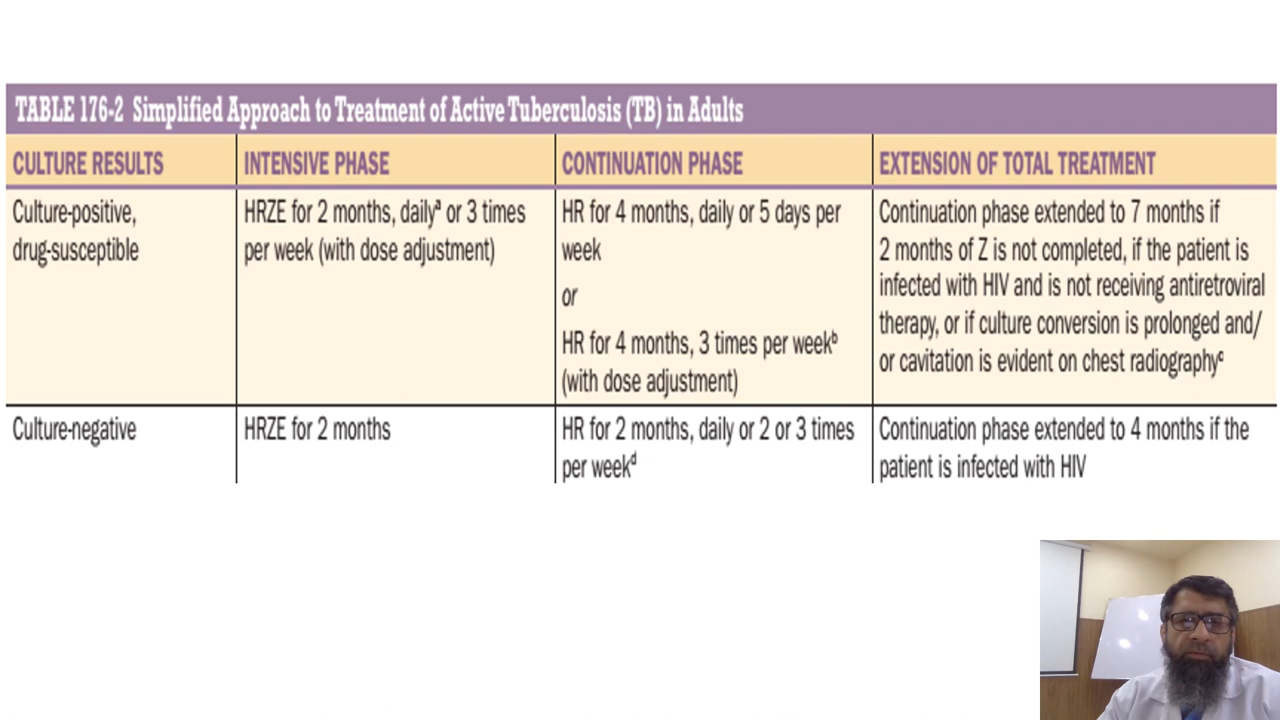 TABLE 176-2 Simplified Approach to Treatment of Active Tuberculosis (TB) in Adults
CULTURE RESULTS
INTENSIVE PHASE
CONTINUATION PHASE
EXTENSION OF TOTAL TREATMENT
Culture-positive,
drug-susceptible
HRZE for 2 months, dailyᵃ or 3 times
per week (with dose adjustment)
HR for 4 months, daily or 5 days per
week
or
HR for 4 months, 3 times per weekᵇ
(with dose adjustment)
Continuation phase extended to 7 months if
2 months of Z is not completed, if the patient is
infected with HIV and is not receiving antiretroviral
therapy, or if culture conversion is prolonged and/
or cavitation is evident on chest radiographyᶜ
Culture-negative
HRZE for 2 months
HR for 2 months, daily or 2 or 3 times
per weekᵈ
Continuation phase extended to 4 months if the
patient is infected with HIV